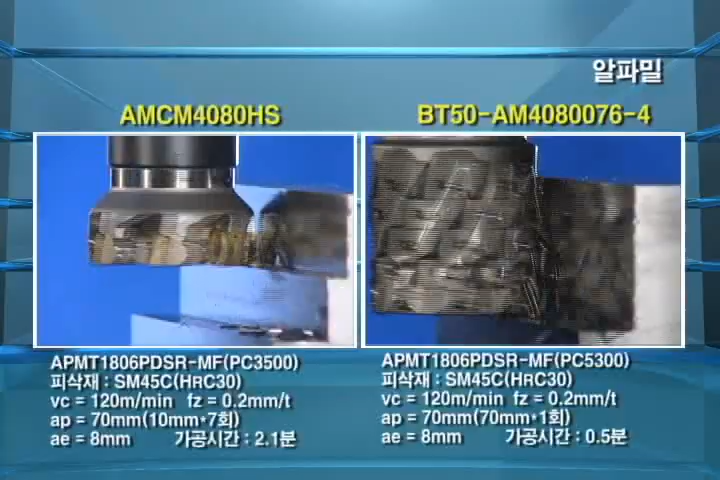 알파밀
AMCM4080HS
BT50-AM4080076-4
APMT1806PDSR-MF(PC3500)
피삭재 : SM45C(HRC30)
vc = 120m/min fz = 0.2mm/t
ap = 70mm(10mm*7회)
ae = 8mm 가공시간 : 2.1분
APMT1806PDSR-MF(PC5300)
피삭재 : SM45C(HRC30)
vc = 120m/min fz = 0.2mm/t
ap = 70mm(70mm*1회)
ae = 8mm 가공시간 : 0.5분